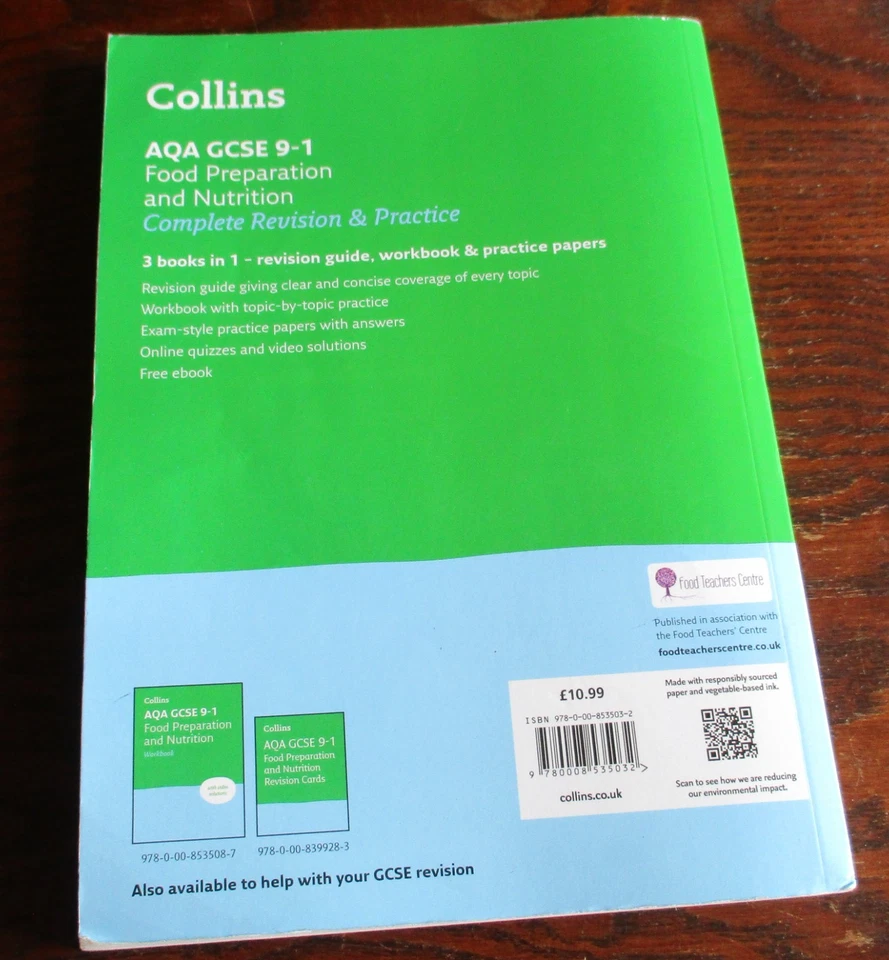 Collins
AQA GCSE 9-1
Food Preparation
and Nutrition
Complete Revision & Practice
3 books in 1 – revision guide, workbook & practice papers
Revision guide giving clear and concise coverage of every topic
Workbook with topic-by-topic practice
Exam-style practice papers with answers
Online quizzes and video solutions
Free ebook
Food Teachers Centre
Published in association with
the Food Teachers' Centre
foodteacherscentre.co.uk
£10.99
ISBN 978-0-00-853503-2
9 780008 535032 >
collins.co.uk
Made with responsibly sourced
paper and vegetable-based ink.
Scan to see how we are reducing
our environmental impact.
Collins
AQA GCSE 9-1
Food Preparation
and Nutrition
Workbook
with video
solutions
978-0-00-853508-7
Collins
AQA GCSE 9-1
Food Preparation
and Nutrition
Revision Cards
978-0-00-839928-3
Also available to help with your GCSE revision